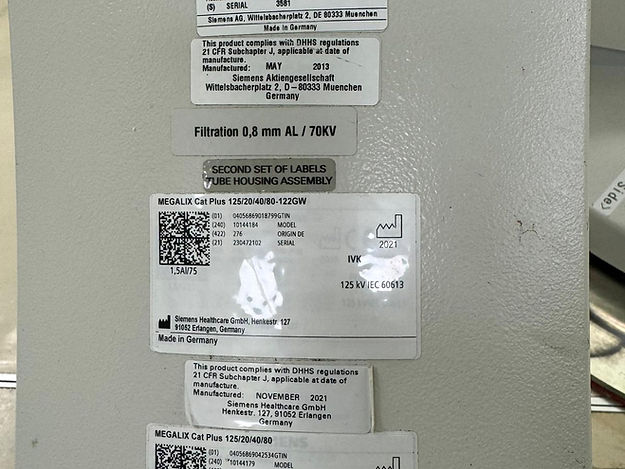 (S) SERIAL 3581
Siemens AG, Wittelsbacherplatz 2, DE 80333 Muenchen
Made in Germany
This product complies with DHHS regulations
21 CFR Subchapter J, applicable at date of
manufacture.
Manufactured: MAY 2013
Siemens Aktiengesellschaft
Wittelsbacherplatz 2, D-80333 Muenchen
Germany
Filtration 0,8 mm AL / 70KV
SECOND SET OF LABELS
TUBE HOUSING ASSEMBLY
MEGALIX Cat Plus 125/20/40/80-122GW
(01) 04056869018799GTIN
(240) 10144184 MODEL
(422) 276 ORIGIN DE
(21) 230472102 SERIAL
2021
1,5Al/75
IVK
125 kV IEC 60613
Siemens Healthcare GmbH, Henkestr. 127
91052 Erlangen, Germany
Made in Germany
This product complies with DHHS regulations
21 CFR Subchapter J, applicable at date of
manufacture.
Manufactured: NOVEMBER 2021
Siemens Healthcare GmbH
Henkestr. 127, 91052 Erlangen
Germany
MEGALIX Cat Plus 125/20/40/80
(01) 04056869042534GTIN
(240) 10144179 MODEL
Side)